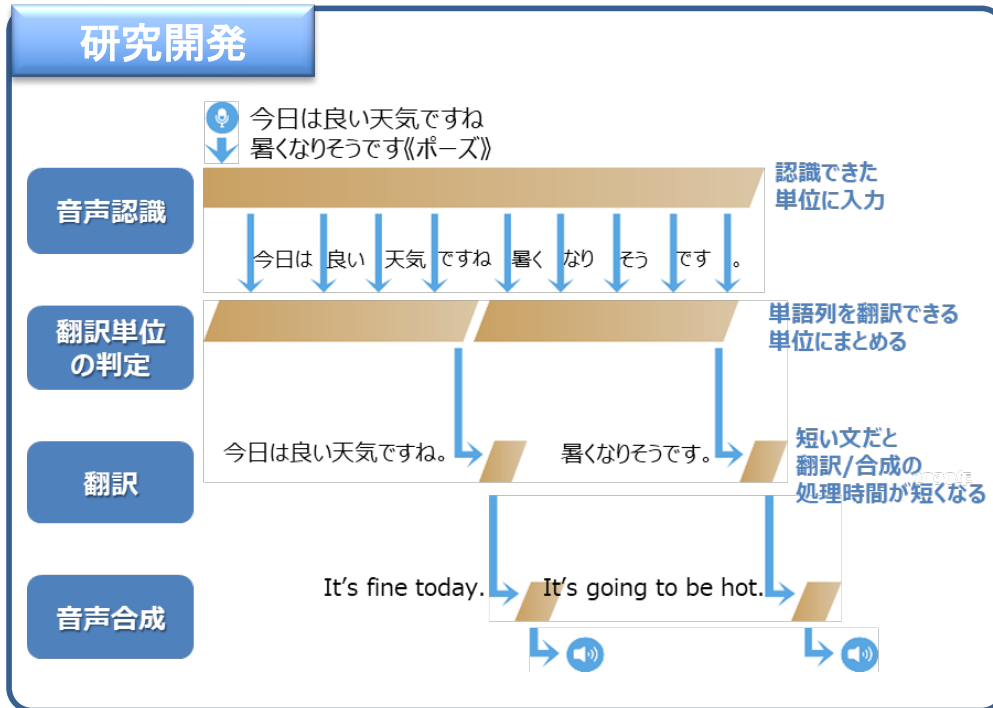 研究開発
今日は良い天気ですね
暑くなりそうです《ポーズ》
音声認識
認識できた
単位に入力
今日は 良い 天気 ですね 暑く なり そう です 。
翻訳単位
の判定
単語列を翻訳できる
単位にまとめる
翻訳
今日は良い天気ですね。
暑くなりそうです。
短い文だと
翻訳/合成の
処理時間が短くなる
音声合成
It's fine today.
It's going to be hot.